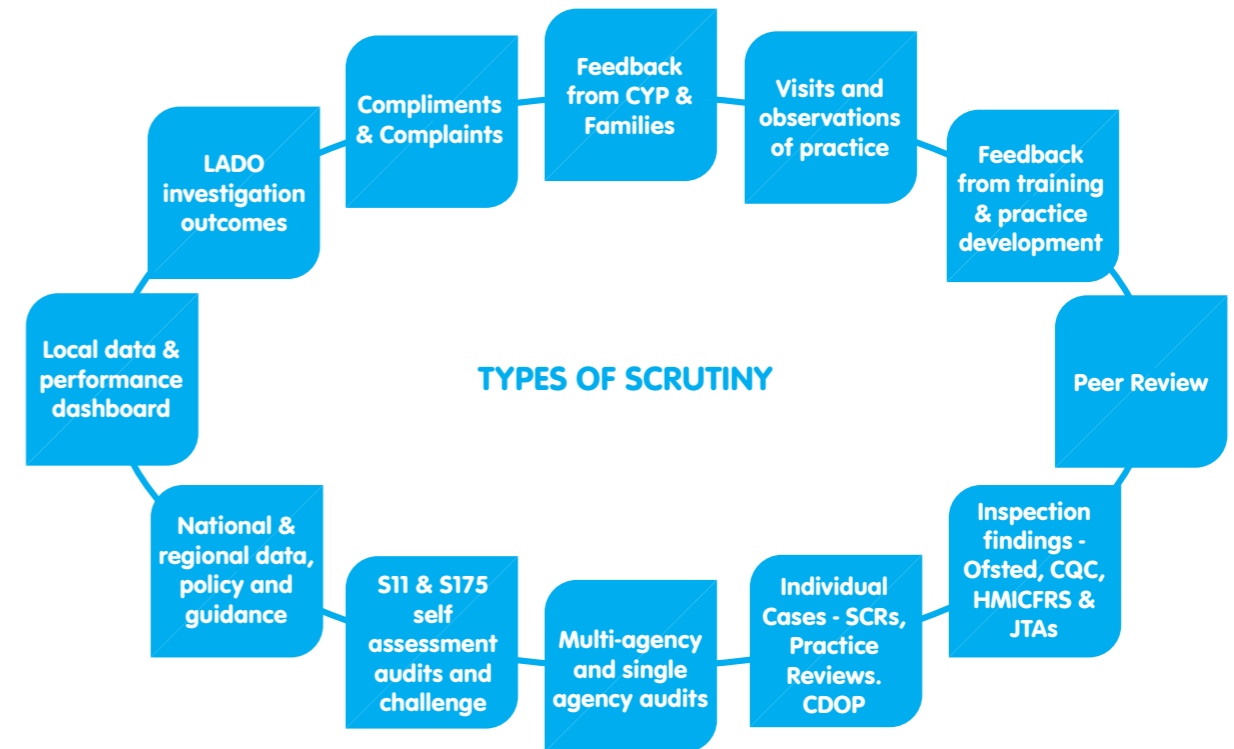 Feedback
from CYP &
Families
Visits and
observations
of practice
Feedback
from training
& practice
development
Peer Review
Inspection
findings -
Ofsted, CQC,
HMICFRS &
JTAs
Individual
Cases - SCRs,
Practice
Reviews.
CDOP
Multi-agency
and single
agency audits
S11 & S175
self
assessment
audits and
challenge
National &
regional data,
policy and
guidance
Local data &
performance
dashboard
LADO
investigation
outcomes
Compliments
& Complaints
TYPES OF SCRUTINY